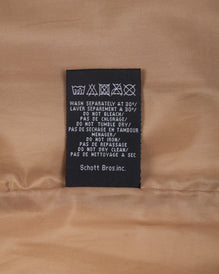 WASH SEPARATELY AT 30°/
LAVER SEPAREMENT A 30°/
DO NOT BLEACH/
PAS DE CHLORAGE/
DO NOT TUMBLE DRY/
PAS DE SECHAGE EN TAMBOUR
MENAGER/
DO NOT IRON/
PAS DE REPASSAGE
DO NOT DRY CLEAN/
PAS DE NETTOYAGE A SEC
Schott Bros.inc.